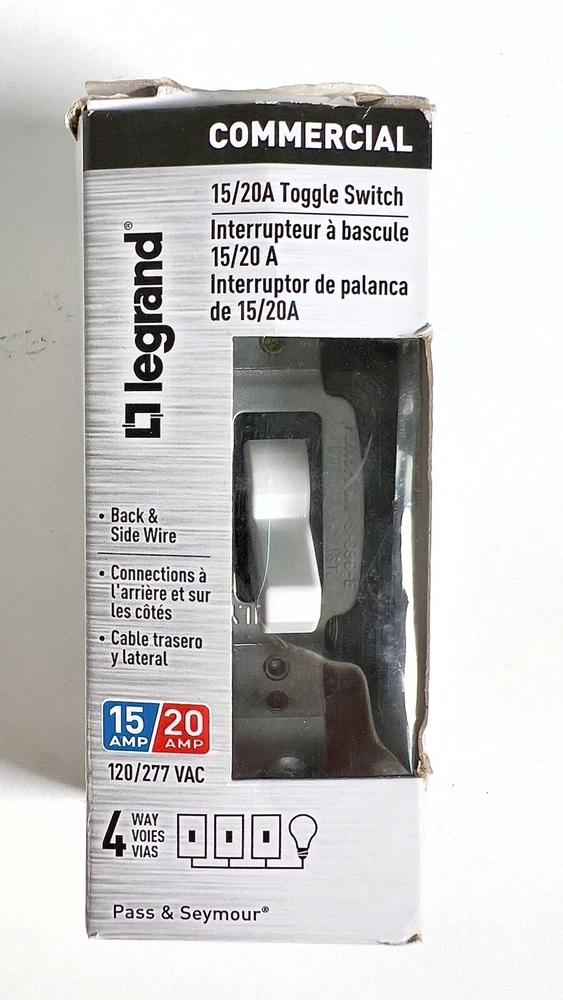 COMMERCIAL
15/20A Toggle Switch
Interrupteur à bascule
15/20 A
Interruptor de palanca
de 15/20A
legrand®
• Back &
Side Wire
• Connections à
l'arrière et sur
les côtés
• Cable trasero
y lateral
15 AMP / 20 AMP
120/277 VAC
4 WAY
VOIES
VIAS
Pass & Seymour®